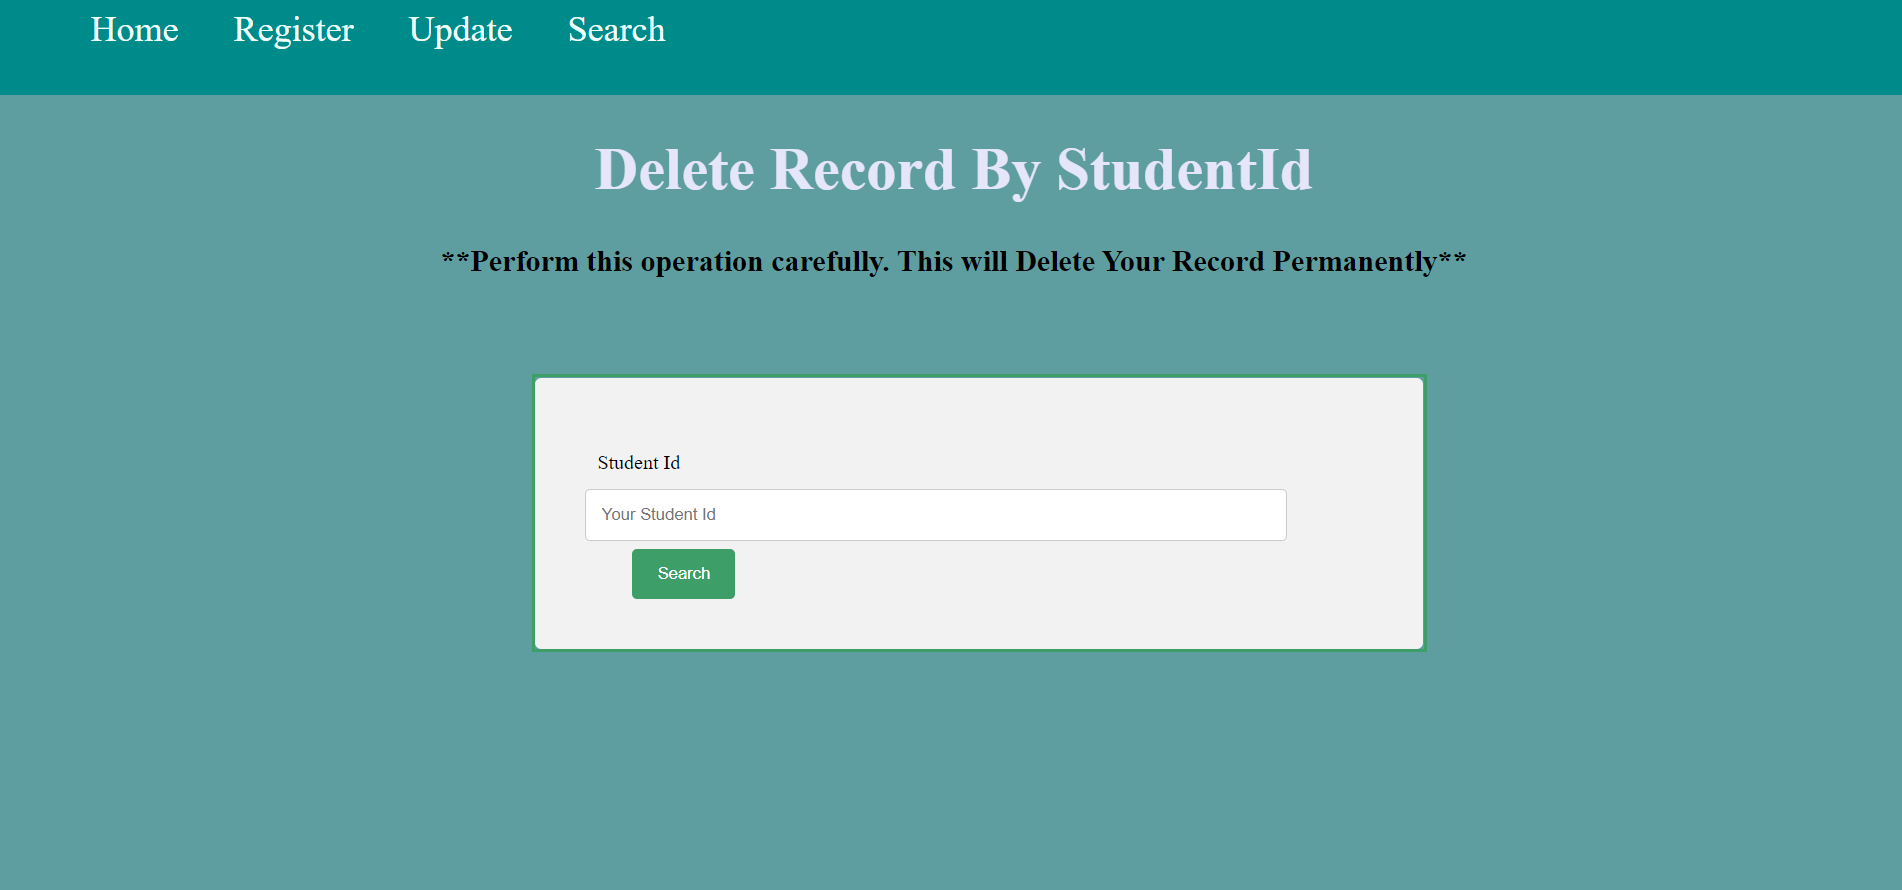 Home Register Update Search
Delete Record By StudentId
**Perform this operation carefully. This will Delete Your Record Permanently**
Student Id
Your Student Id
Search